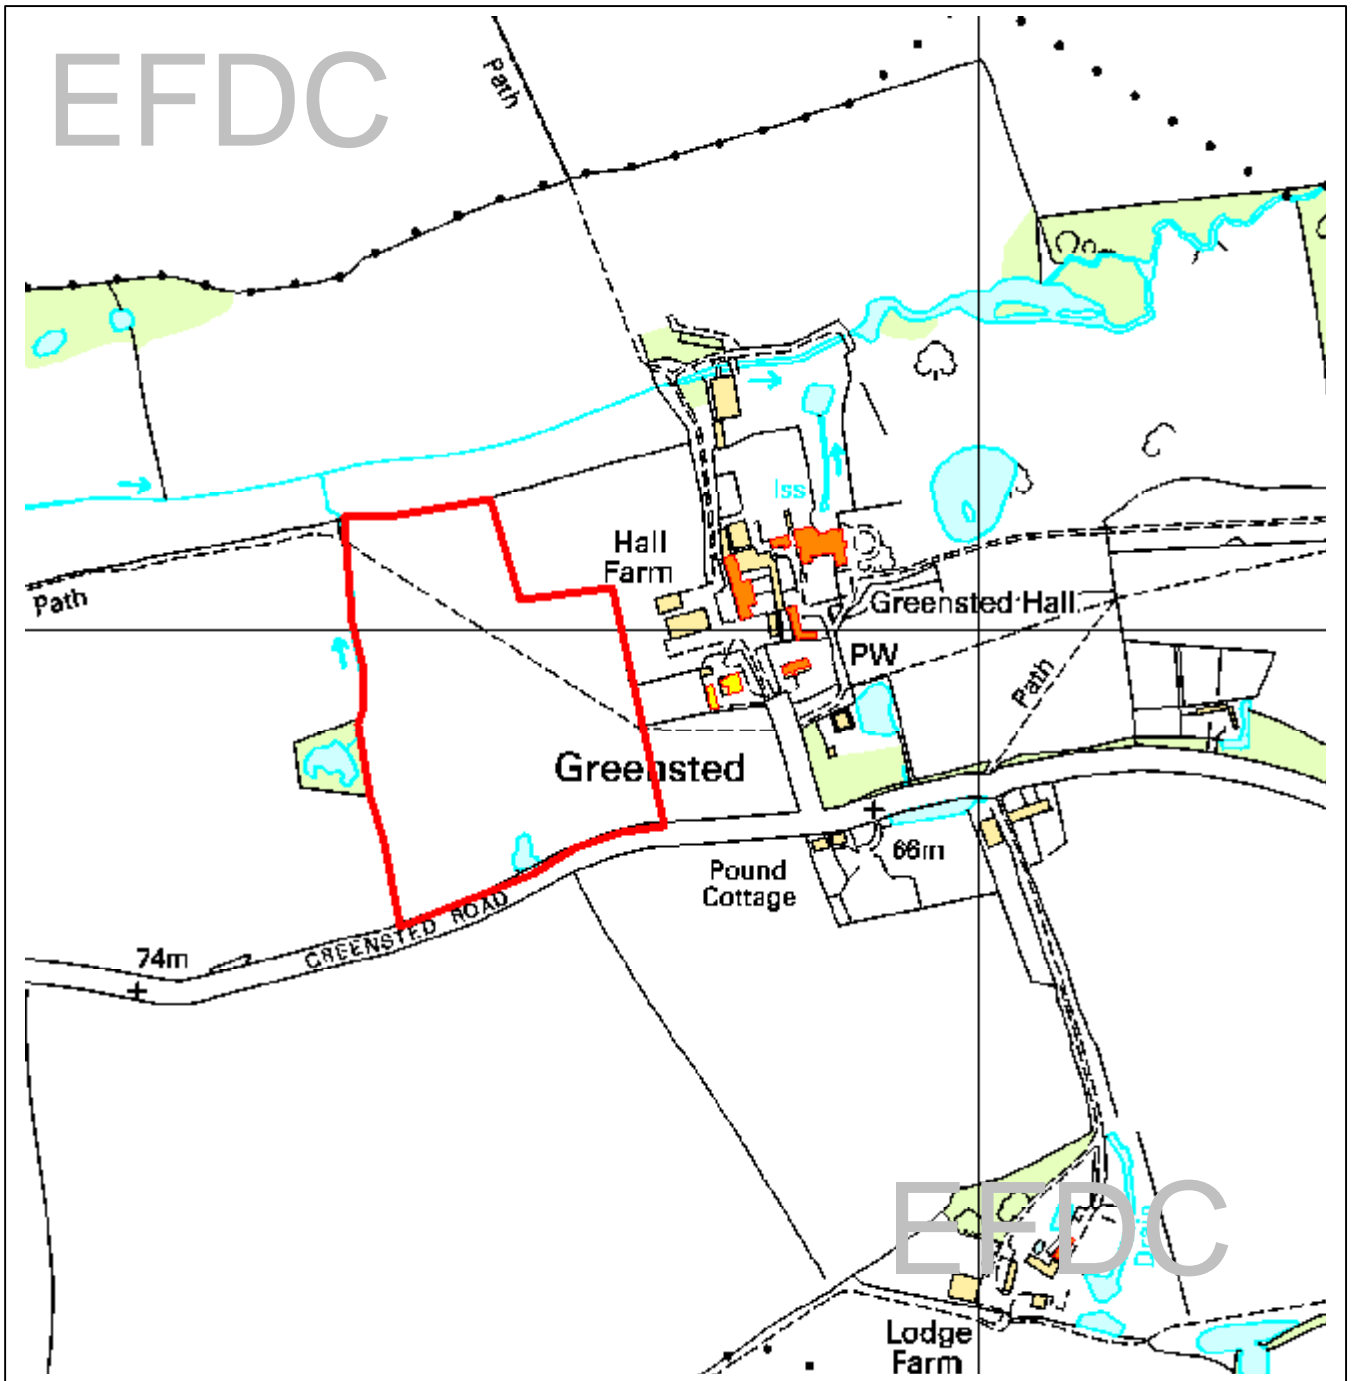 EFDC
Path
Iss
Hall
Farm
Path
Greensted Hall
PW
Path
Greensted
66m
Pound
Cottage
GREENSTED ROAD
74m
EFDC
Drain
Lodge
Farm